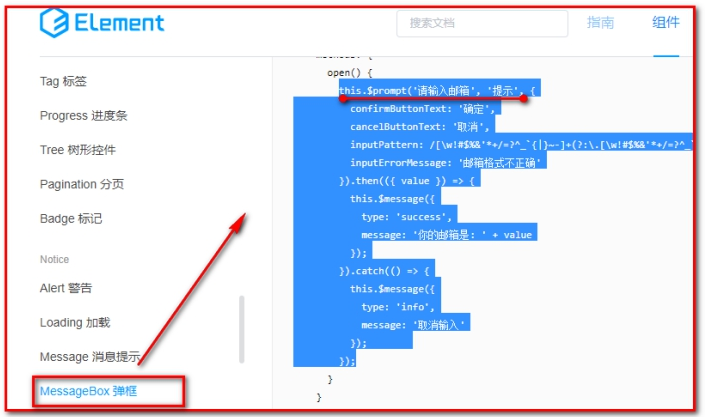 Element
搜索文档
指南
组件
Tag 标签
Progress 进度条
Tree 树形控件
Pagination 分页
Badge 标记
Notice
Alert 警告
Loading 加载
Message 消息提示
MessageBox 弹框
open() {
this.$prompt('请输入邮箱', '提示', {
confirmButtonText: '确定',
cancelButtonText: '取消',
inputPattern: /[\w!#$%&'*+/=?^_`{|}~-]+(?:\.[\w!#$%&'*+/=?^_`
inputErrorMessage: '邮箱格式不正确'
}).then(({ value }) => {
this.$message({
type: 'success',
message: '你的邮箱是: ' + value
});
}).catch(() => {
this.$message({
type: 'info',
message: '取消输入'
});
});
}
}